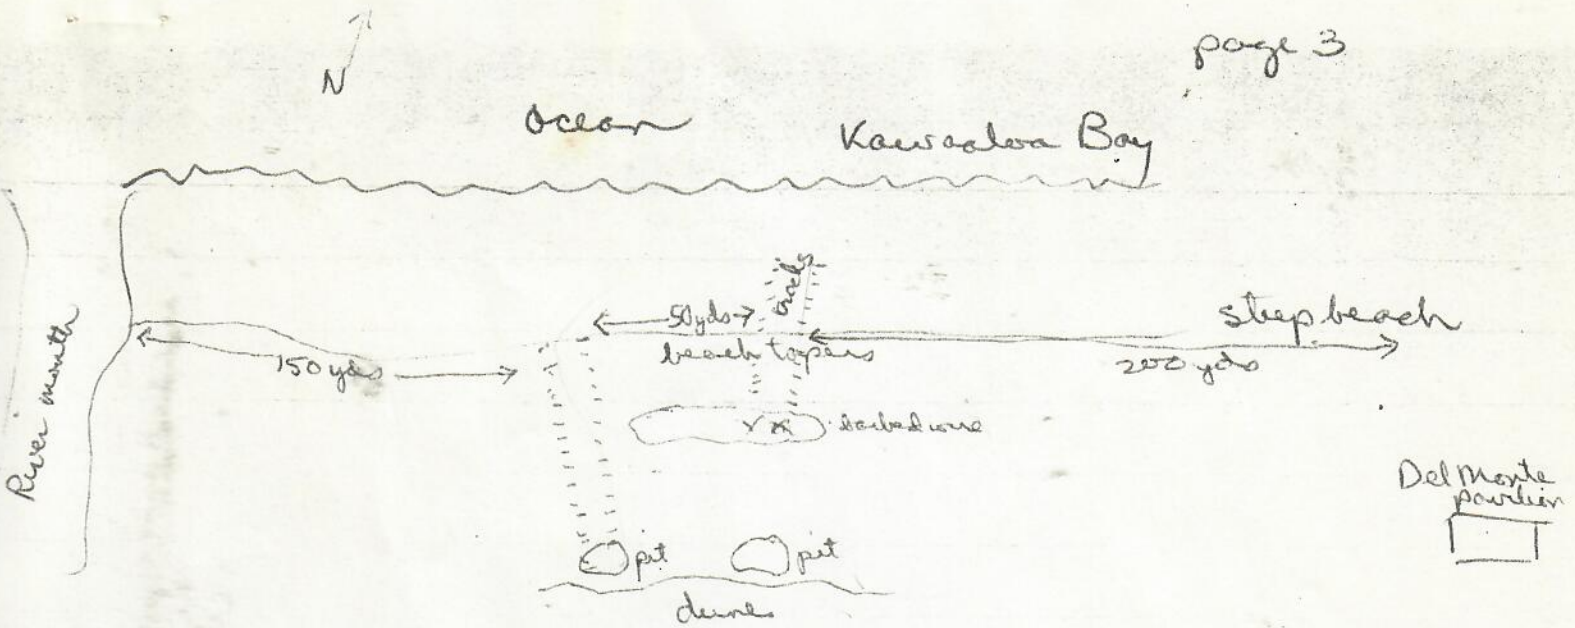 page 3
N
Ocean
Kawaaloa Bay
River mouth
tracks
50 yds
steep beach
beach tapers
150 yds
200 yds
barbed wire
Del Monte
pavilion
pit
pit
dunes